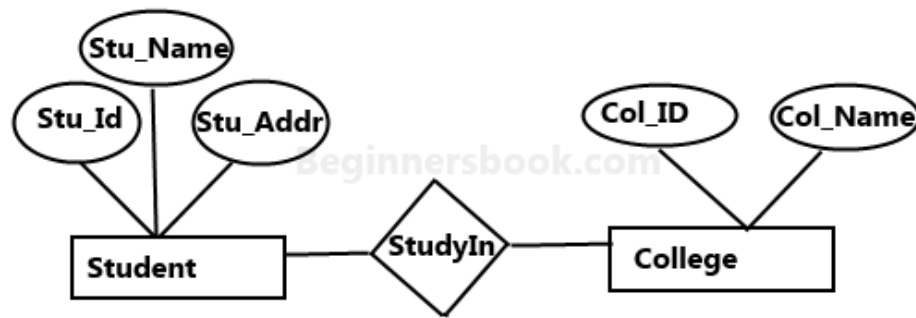 Stu_Name
Stu_Id
Stu_Addr
Col_ID
Col_Name
Beginnersbook.com
Student
StudyIn
College